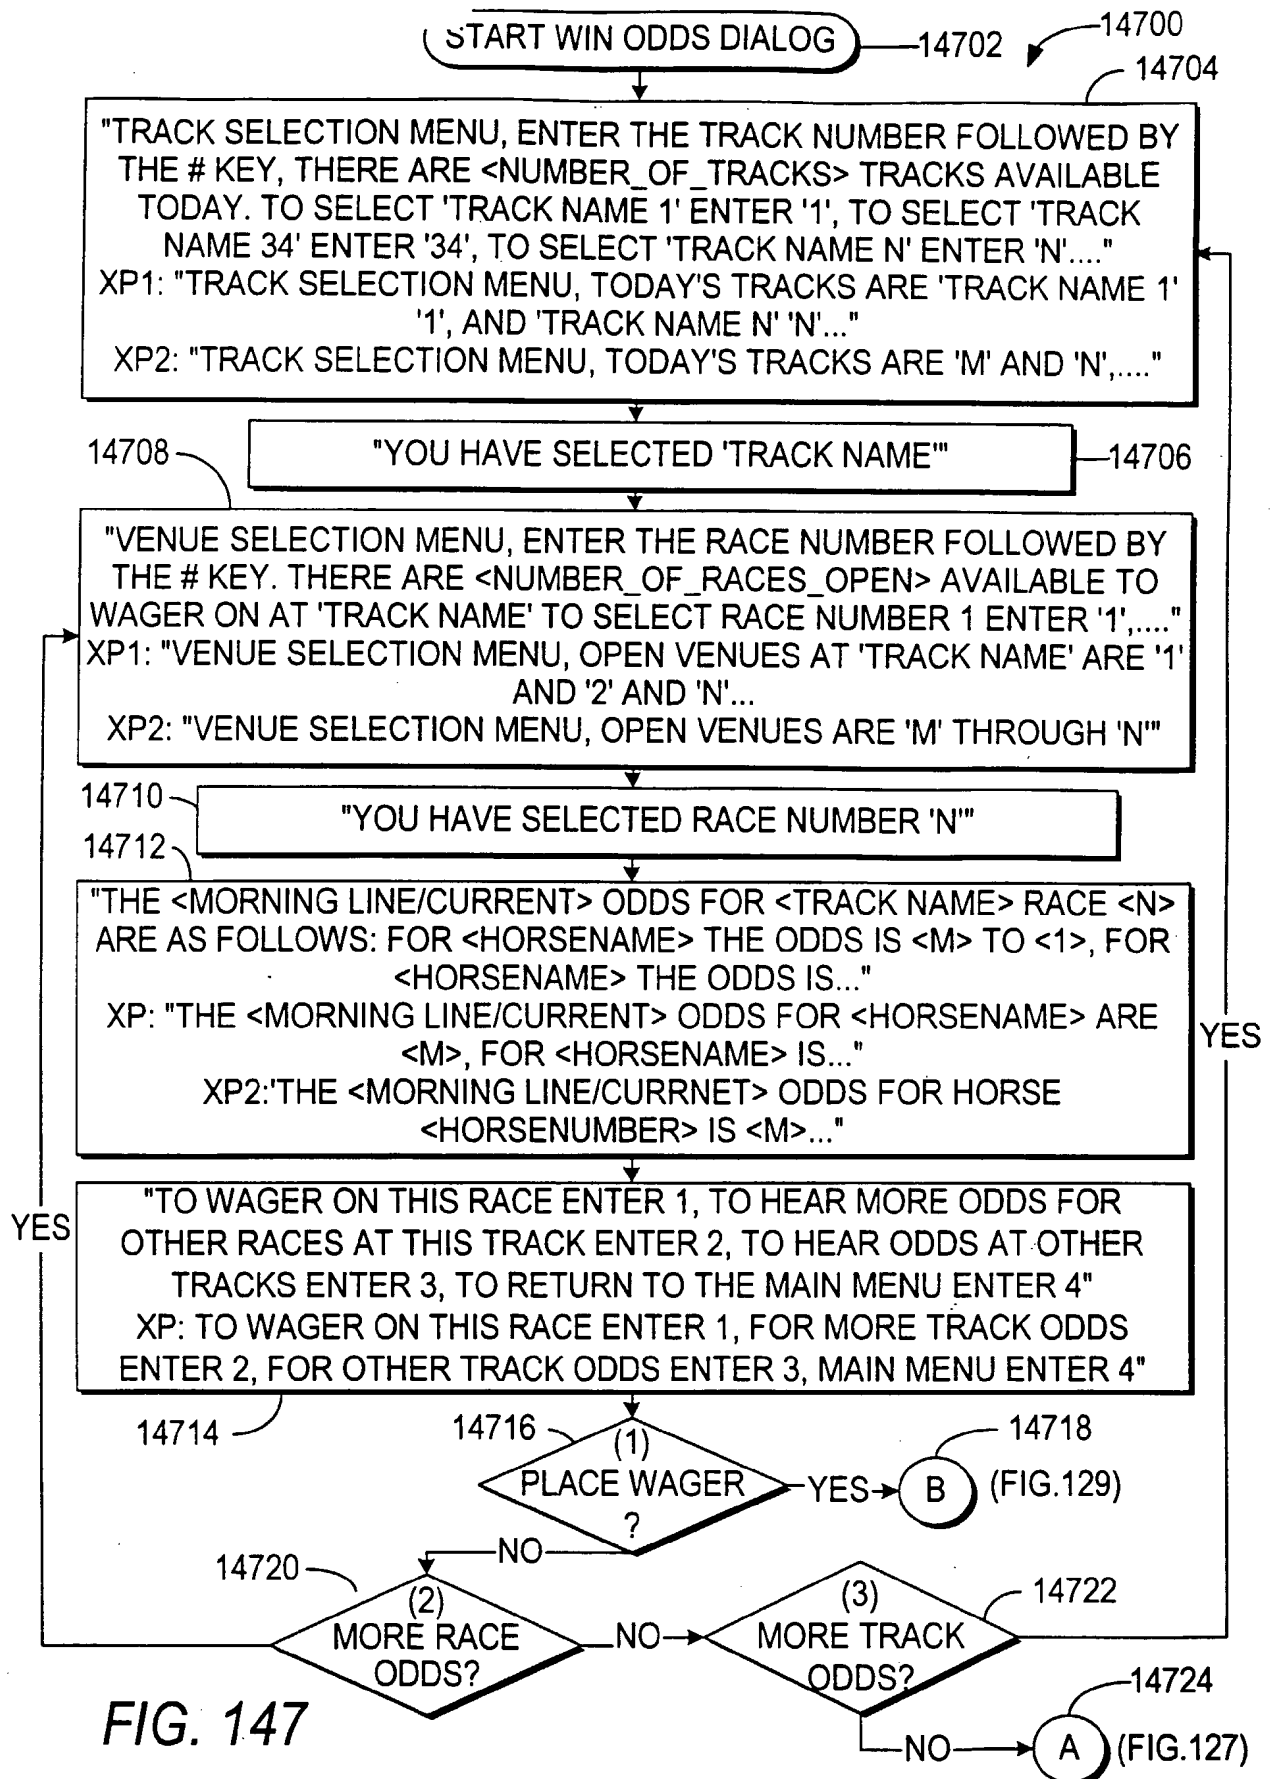 START WIN ODDS DIALOG
14702
14700
14704
"TRACK SELECTION MENU, ENTER THE TRACK NUMBER FOLLOWED BY
THE # KEY, THERE ARE <NUMBER_OF_TRACKS> TRACKS AVAILABLE
TODAY. TO SELECT 'TRACK NAME 1' ENTER '1', TO SELECT 'TRACK
NAME 34' ENTER '34', TO SELECT 'TRACK NAME N' ENTER 'N'...."
XP1: "TRACK SELECTION MENU, TODAY'S TRACKS ARE 'TRACK NAME 1'
'1', AND 'TRACK NAME N' 'N'..."
XP2: "TRACK SELECTION MENU, TODAY'S TRACKS ARE 'M' AND 'N',...."
14708
"YOU HAVE SELECTED 'TRACK NAME'"
14706
"VENUE SELECTION MENU, ENTER THE RACE NUMBER FOLLOWED BY
THE # KEY. THERE ARE <NUMBER_OF_RACES_OPEN> AVAILABLE TO
WAGER ON AT 'TRACK NAME' TO SELECT RACE NUMBER 1 ENTER '1',...."
XP1: "VENUE SELECTION MENU, OPEN VENUES AT 'TRACK NAME' ARE '1'
AND '2' AND 'N'...
XP2: "VENUE SELECTION MENU, OPEN VENUES ARE 'M' THROUGH 'N'"
14710
"YOU HAVE SELECTED RACE NUMBER 'N'"
14712
"THE <MORNING LINE/CURRENT> ODDS FOR <TRACK NAME> RACE <N>
ARE AS FOLLOWS: FOR <HORSENAME> THE ODDS IS <M> TO <1>, FOR
<HORSENAME> THE ODDS IS..."
XP: "THE <MORNING LINE/CURRENT> ODDS FOR <HORSENAME> ARE
<M>, FOR <HORSENAME> IS..."
XP2:'THE <MORNING LINE/CURRNET> ODDS FOR HORSE
<HORSENUMBER> IS <M>..."
YES
YES
"TO WAGER ON THIS RACE ENTER 1, TO HEAR MORE ODDS FOR
OTHER RACES AT THIS TRACK ENTER 2, TO HEAR ODDS AT OTHER
TRACKS ENTER 3, TO RETURN TO THE MAIN MENU ENTER 4"
XP: TO WAGER ON THIS RACE ENTER 1, FOR MORE TRACK ODDS
ENTER 2, FOR OTHER TRACK ODDS ENTER 3, MAIN MENU ENTER 4"
14714
14716
(1)
PLACE WAGER
?
YES
14718
B
(FIG.129)
NO
14720
(2)
MORE RACE
ODDS?
NO
(3)
MORE TRACK
ODDS?
14722
14724
NO
A
(FIG.127)
FIG. 147